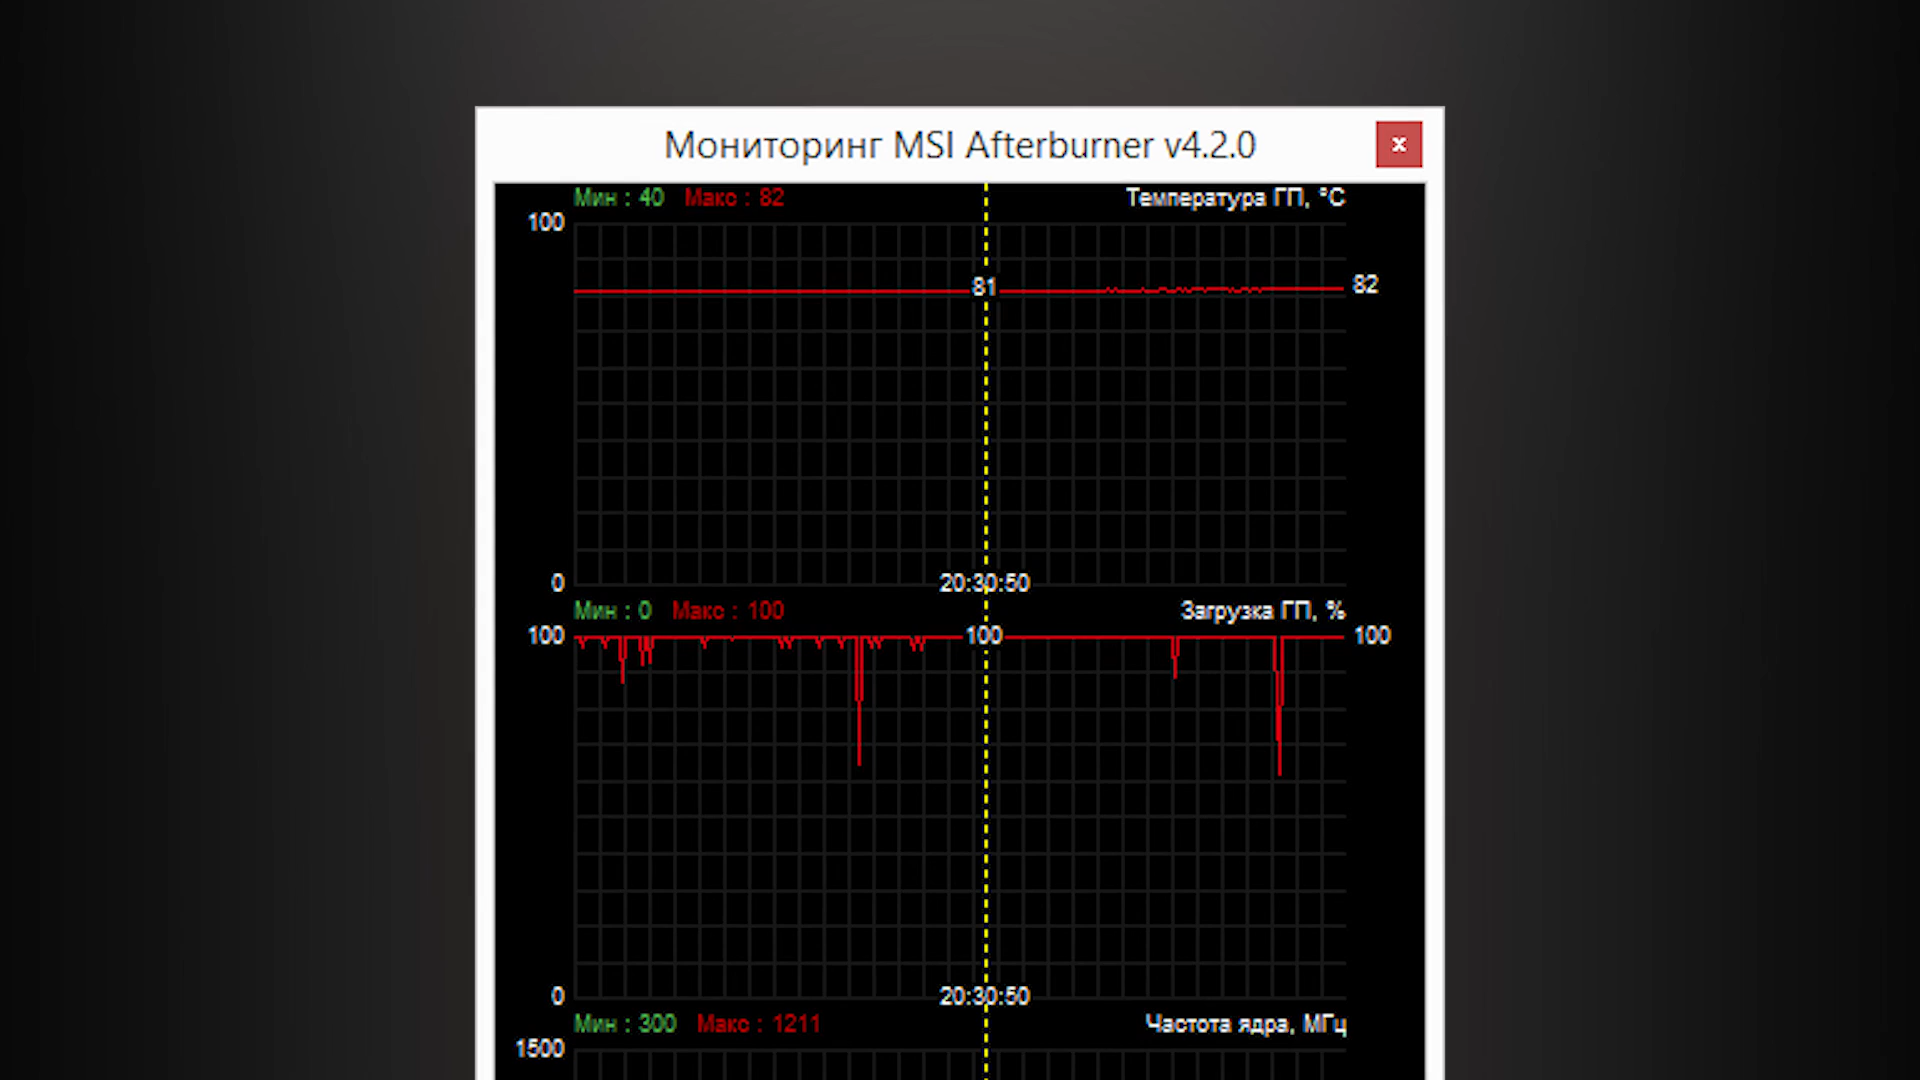 Мониторинг MSI Afterburner v4.2.0
x
Мин : 40 Макс : 82 Температура ГП, °C
100
81 82
0 20:30:50
Мин : 0 Макс : 100 Загрузка ГП, %
100 100 100
0 20:30:50
Мин : 300 Макс : 1211 Частота ядра, МГц
1500